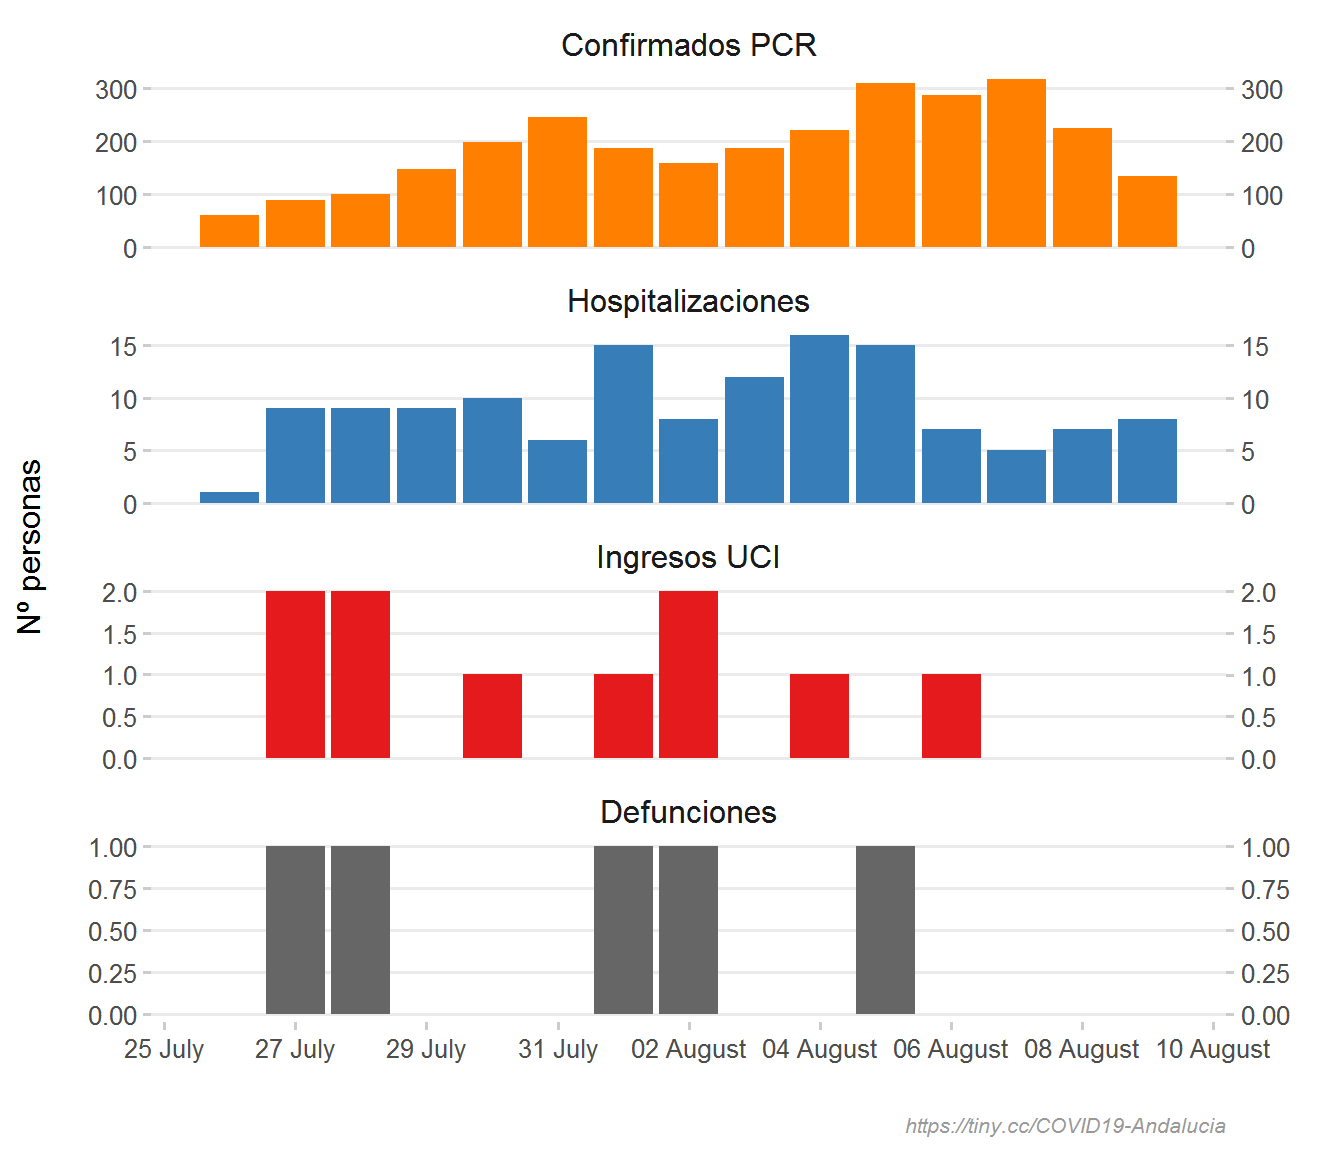 Confirmados PCR
300 300
200 200
100 100
0 0
Hospitalizaciones
15 15
10 10
5 5
0 0
Nº personas
Ingresos UCI
2.0 2.0
1.5 1.5
1.0 1.0
0.5 0.5
0.0 0.0
Defunciones
1.00 1.00
0.75 0.75
0.50 0.50
0.25 0.25
0.00 0.00
25 July 27 July 29 July 31 July 02 August 04 August 06 August 08 August 10 August
https://tiny.cc/COVID19-Andalucia